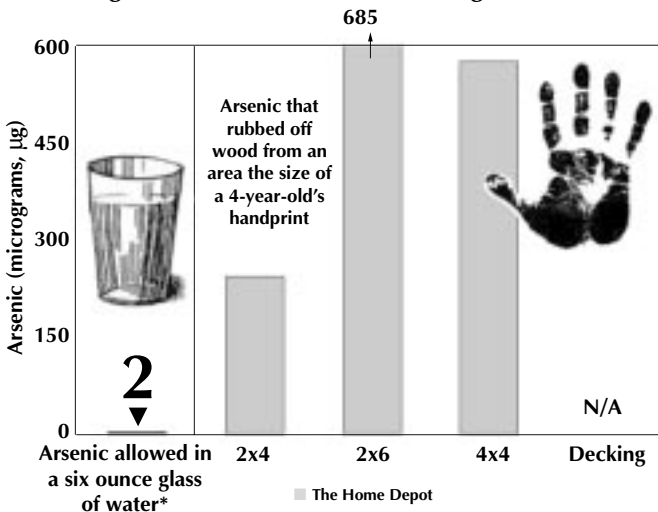 685
600
450
300
150
0
Arsenic (micrograms, µg)
Arsenic that
rubbed off
wood from an
area the size of
a 4-year-old's
handprint
2
N/A
Arsenic allowed in
a six ounce glass
of water*
2x4
2x6
4x4
Decking
The Home Depot